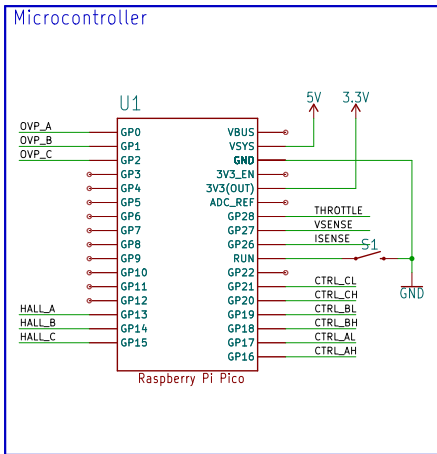 Microcontroller
U1
5V
3.3V
OVP_A
OVP_B
OVP_C
GP0
GP1
GP2
GP3
GP4
GP5
GP6
GP7
GP8
GP9
GP10
GP11
GP12
GP13
GP14
GP15
HALL_A
HALL_B
HALL_C
VBUS
VSYS
GND
3V3_EN
3V3(OUT)
ADC_REF
GP28
GP27
GP26
RUN
GP22
GP21
GP20
GP19
GP18
GP17
GP16
THROTTLE
VSENSE
ISENSE
S1
GND
CTRL_CL
CTRL_CH
CTRL_BL
CTRL_BH
CTRL_AL
CTRL_AH
Raspberry Pi Pico